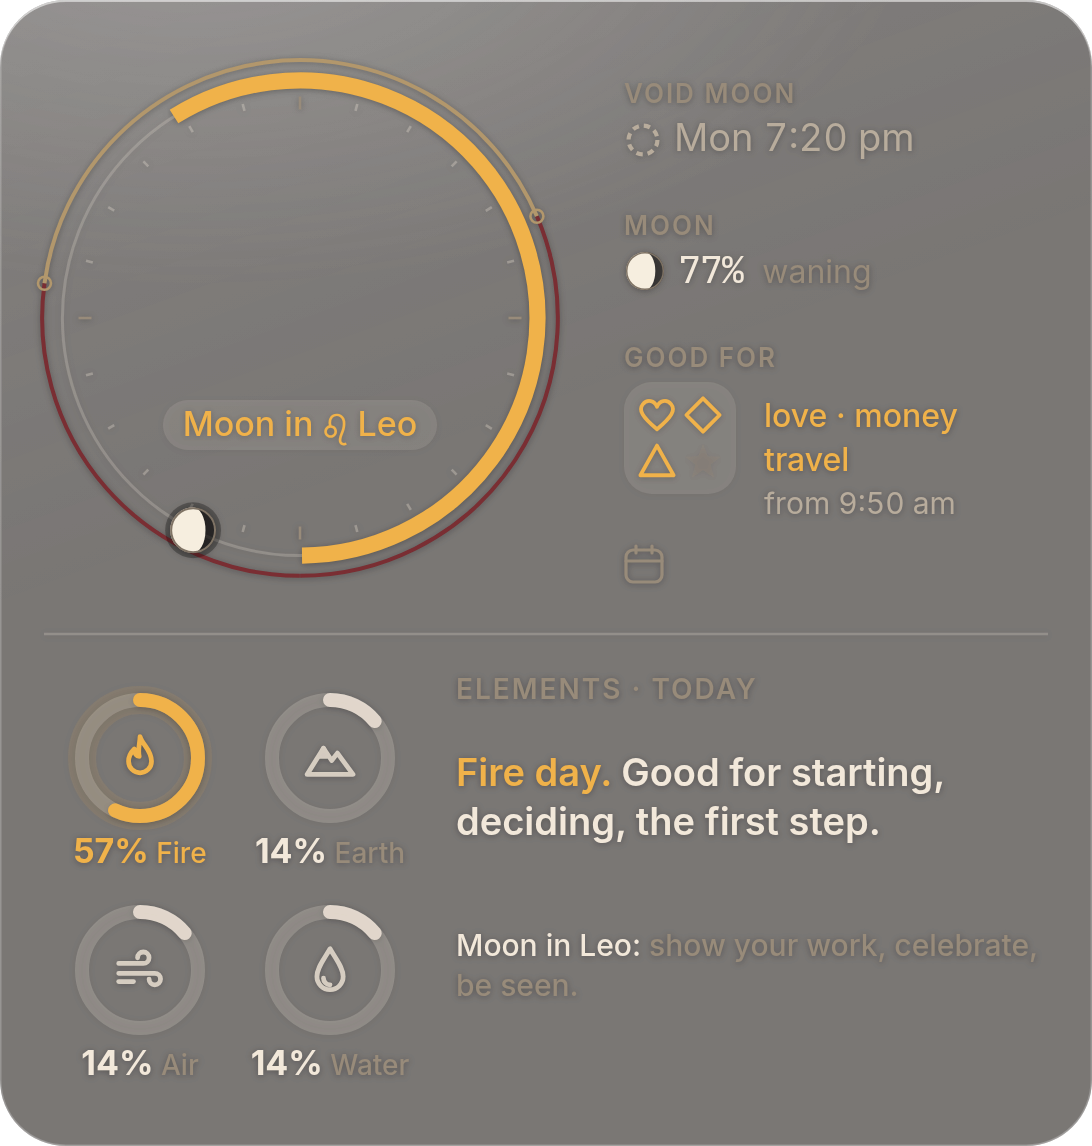 VOID MOON
Mon 7:20 pm
MOON
77% waning
GOOD FOR
love · money
travel
from 9:50 am
Moon in ♌ Leo
ELEMENTS · TODAY
Fire day. Good for starting,
deciding, the first step.
Moon in Leo: show your work, celebrate,
be seen.
57% Fire
14% Earth
14% Air
14% Water